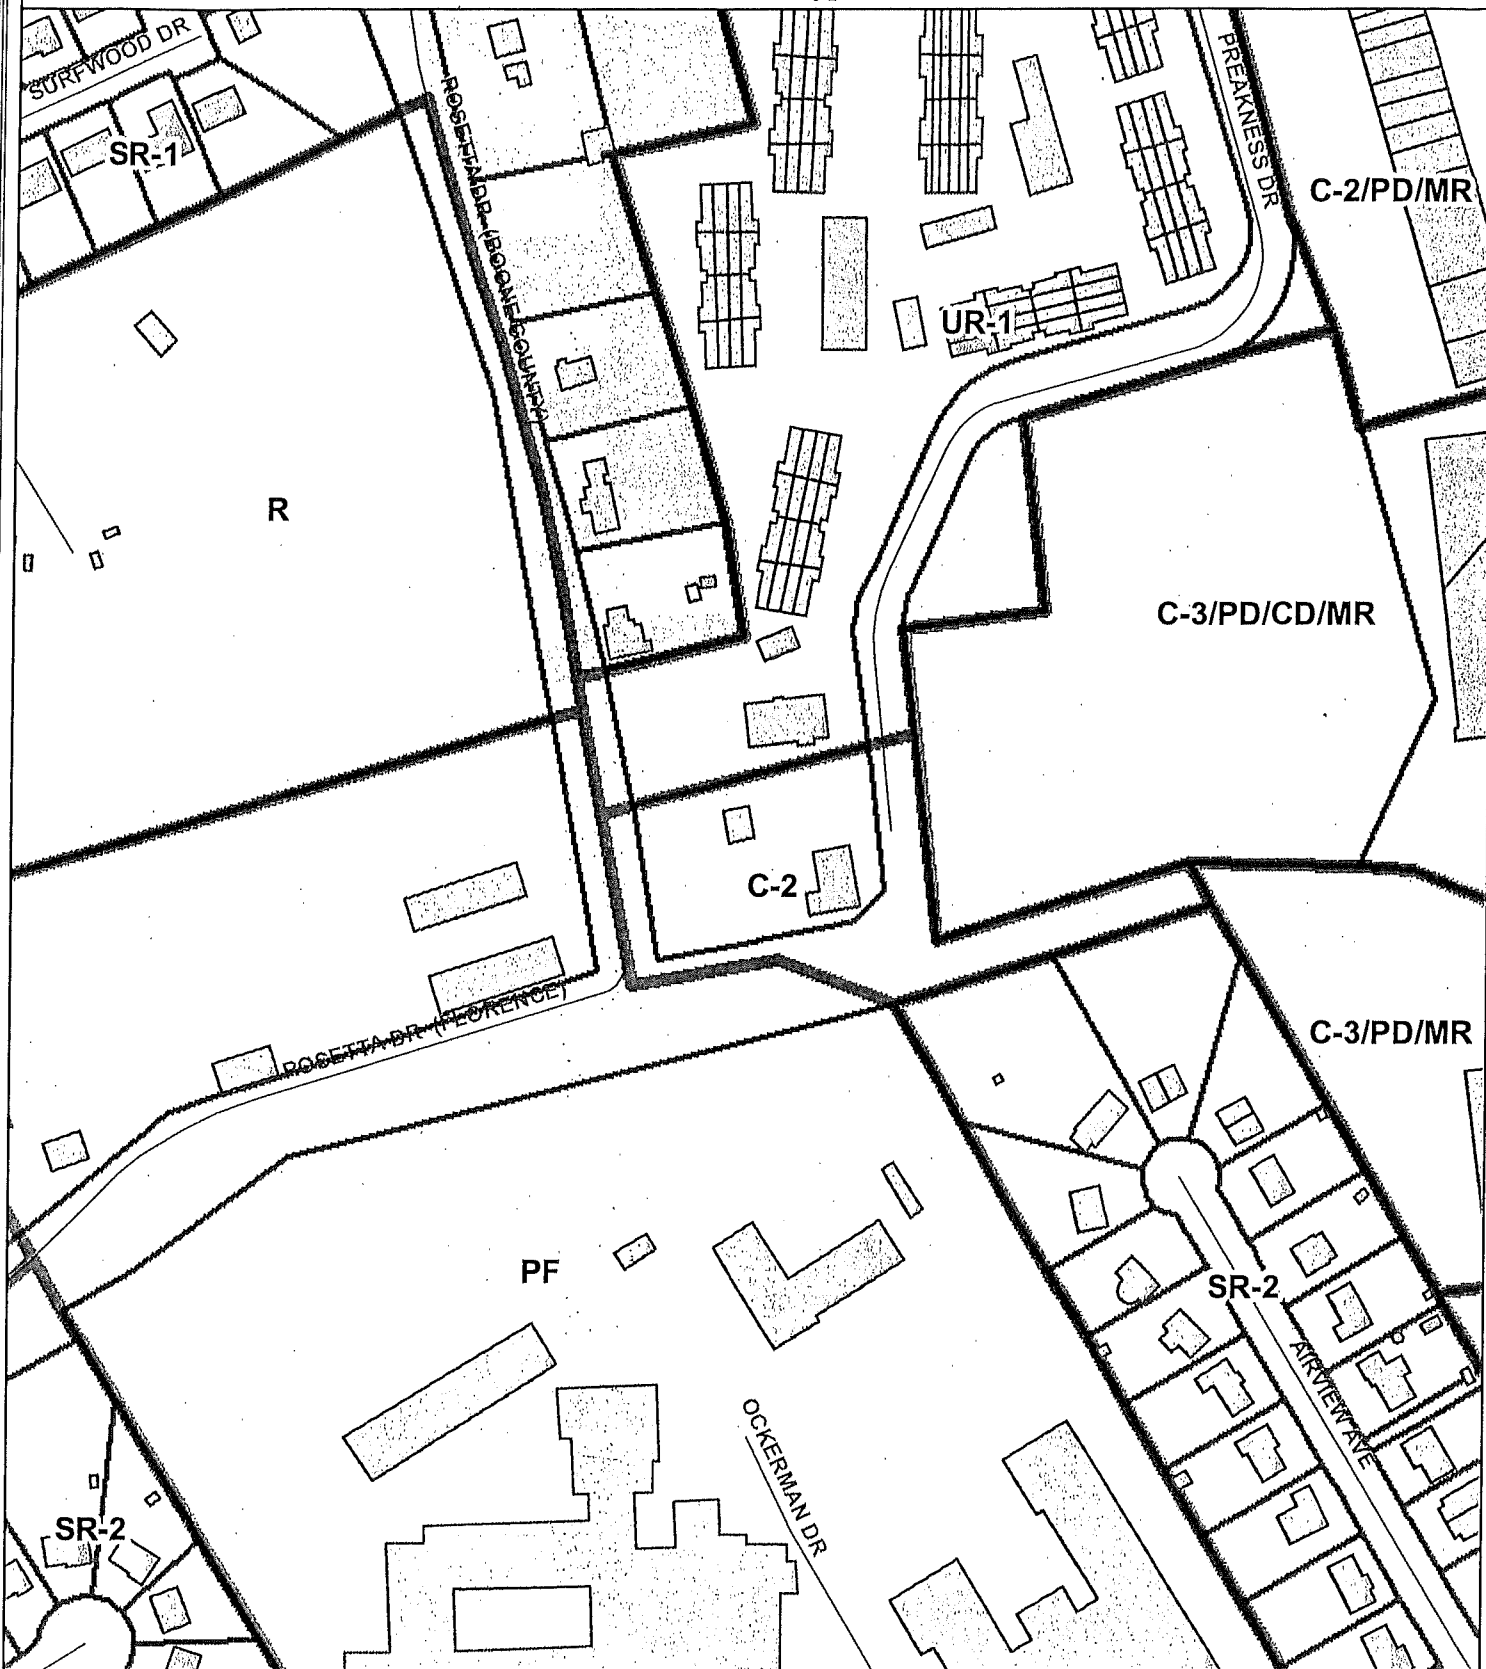 SURFWOOD DR
SR-1
ROSETTA DR (BOONE COUNTY)
PREAKNESS DR
C-2/PD/MR
UR-1
R
C-3/PD/CD/MR
C-2
ROSETTA DR (FLORENCE)
C-3/PD/MR
PF
SR-2
AIRVIEW AVE
OCKERMAN DR
SR-2